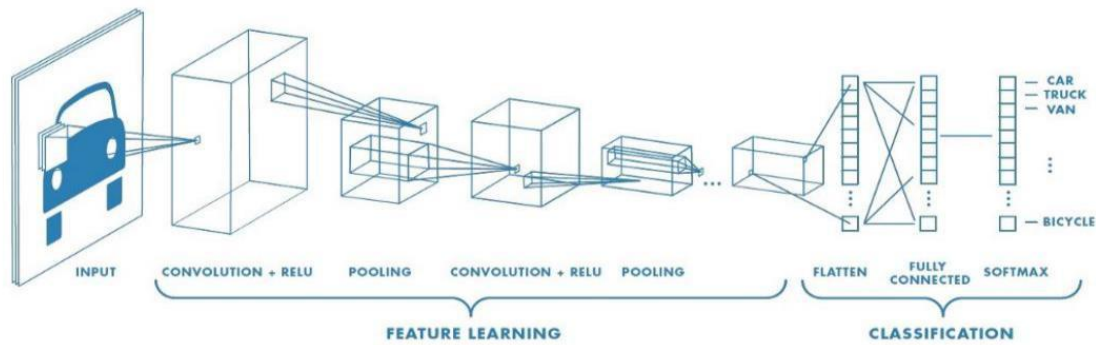 CAR
TRUCK
VAN
BICYCLE
INPUT
CONVOLUTION + RELU
POOLING
CONVOLUTION + RELU
POOLING
FLATTEN
FULLY
CONNECTED
SOFTMAX
FEATURE LEARNING
CLASSIFICATION